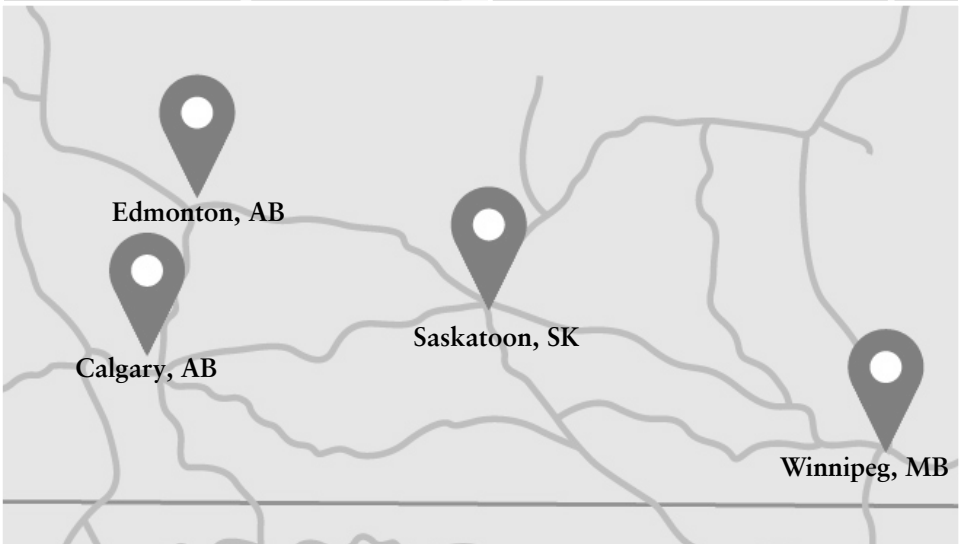 Edmonton, AB
Saskatoon, SK
Calgary, AB
Winnipeg, MB